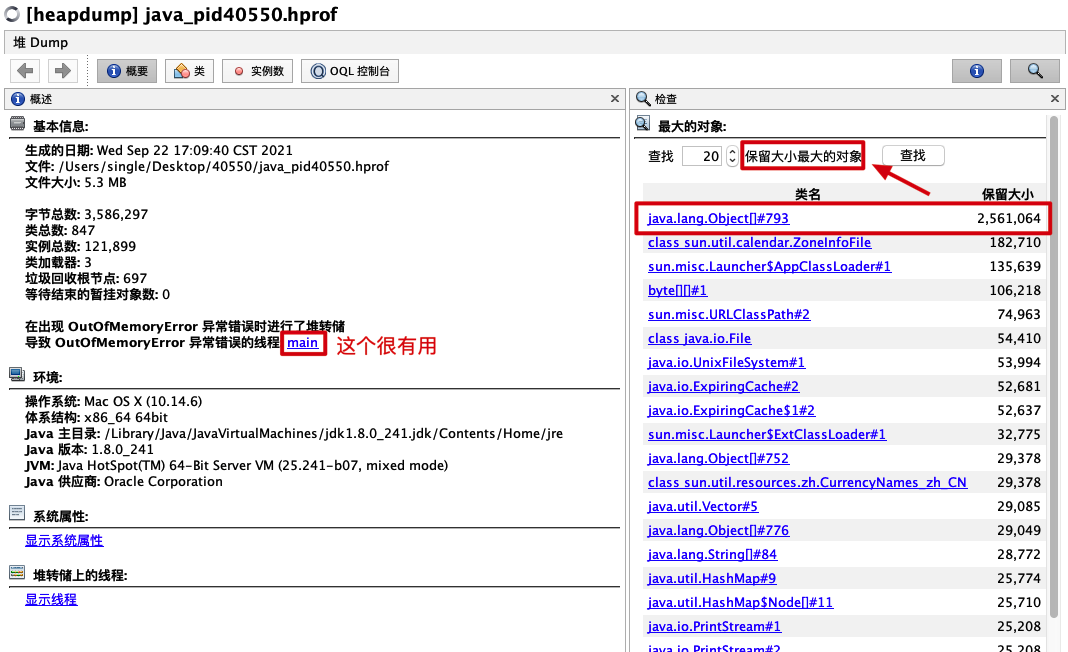 [heapdump] java_pid40550.hprof
堆 Dump
概要 类 实例数 OQL 控制台
概述
基本信息:
生成的日期: Wed Sep 22 17:09:40 CST 2021
文件: /Users/single/Desktop/40550/java_pid40550.hprof
文件大小: 5.3 MB
字节总数: 3,586,297
类总数: 847
实例总数: 121,899
类加载器: 3
垃圾回收根节点: 697
等待结束的暂挂对象数: 0
在出现 OutOfMemoryError 异常错误时进行了堆转储
导致 OutOfMemoryError 异常错误的线程 main 这个很有用
环境:
操作系统: Mac OS X (10.14.6)
体系结构: x86_64 64bit
Java 主目录: /Library/Java/JavaVirtualMachines/jdk1.8.0_241.jdk/Contents/Home/jre
Java 版本: 1.8.0_241
JVM: Java HotSpot(TM) 64-Bit Server VM (25.241-b07, mixed mode)
Java 供应商: Oracle Corporation
系统属性:
显示系统属性
堆转储上的线程:
显示线程
检查
最大的对象:
查找 20 保留大小最大的对象 查找
类名 保留大小
java.lang.Object[]#793 2,561,064
class sun.util.calendar.ZoneInfoFile 182,710
sun.misc.Launcher$AppClassLoader#1 135,639
byte[][]#1 106,218
sun.misc.URLClassPath#2 74,963
class java.io.File 54,410
java.io.UnixFileSystem#1 53,994
java.io.ExpiringCache#2 52,681
java.io.ExpiringCache$1#2 52,637
sun.misc.Launcher$ExtClassLoader#1 32,775
java.lang.Object[]#752 29,378
class sun.util.resources.zh.CurrencyNames_zh_CN 29,378
java.util.Vector#5 29,085
java.lang.Object[]#776 29,049
java.lang.String[]#84 28,772
java.util.HashMap#9 25,774
java.util.HashMap$Node[]#11 25,710
java.io.PrintStream#1 25,208
java.io.PrintStream#2 25,208